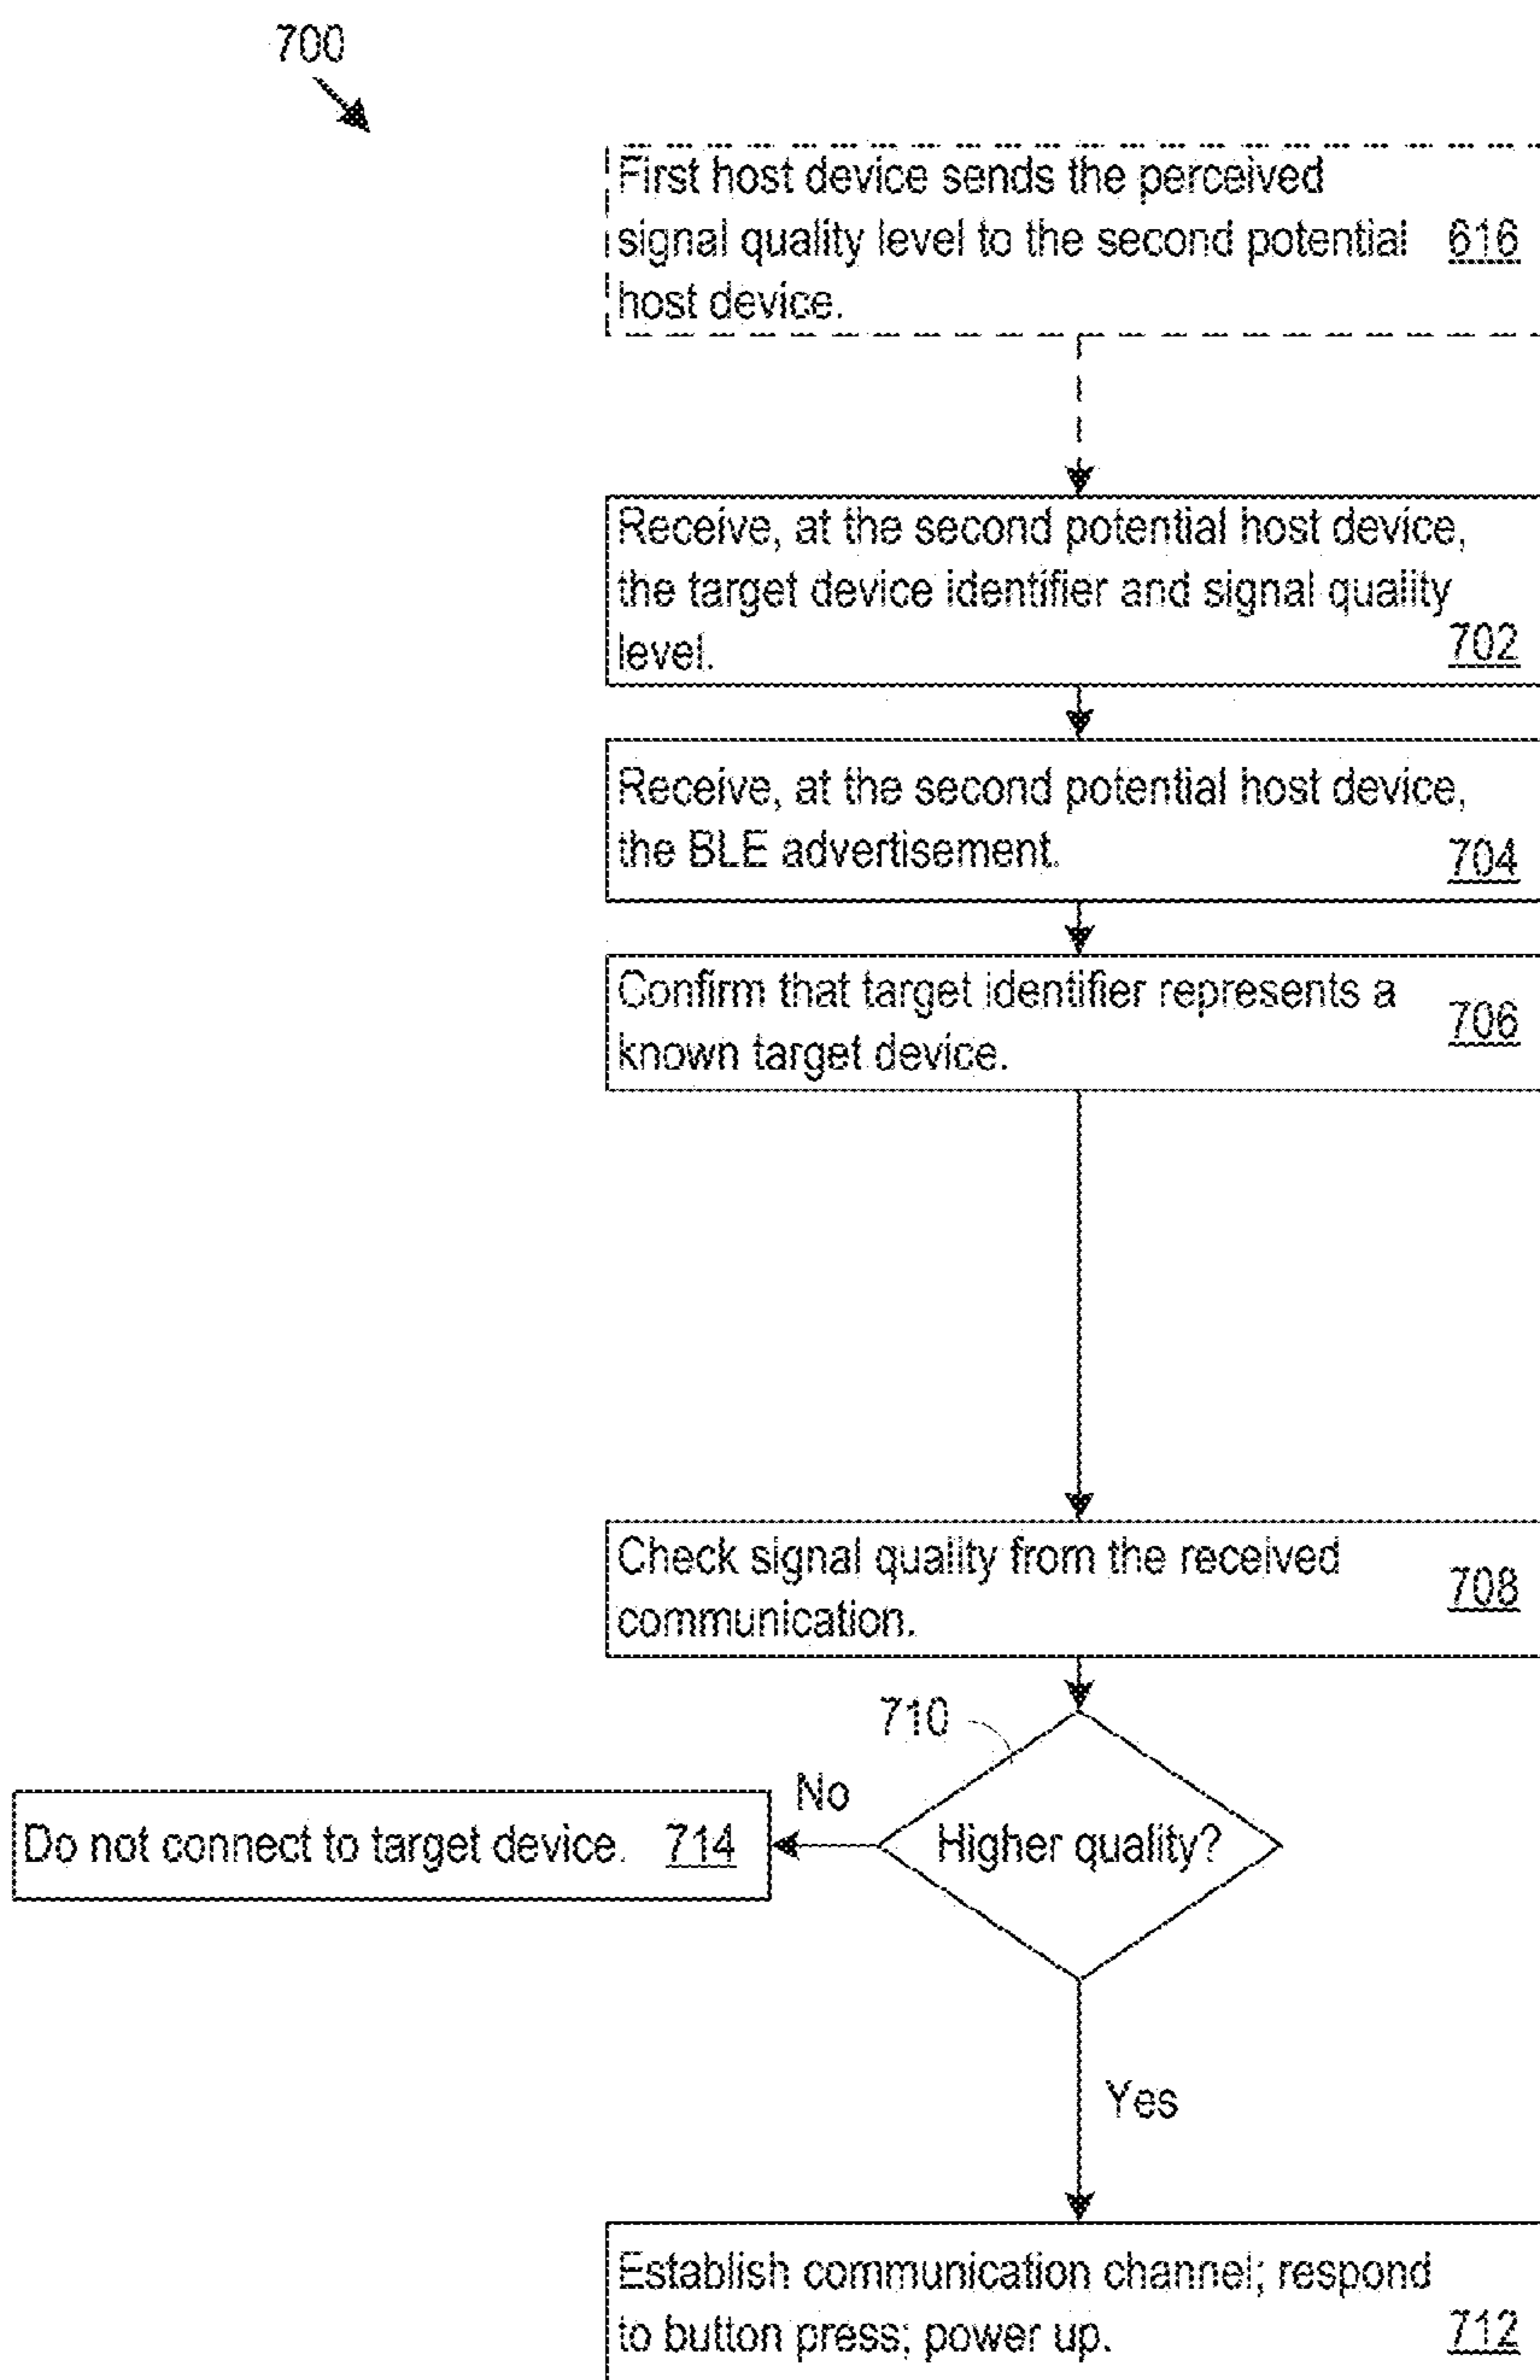 700
First host device sends the perceived
signal quality level to the second potential 616
host device.
Receive, at the second potential host device,
the target device identifier and signal quality
level. 702
Receive, at the second potential host device,
the BLE advertisement. 704
Confirm that target identifier represents a 706
known target device.
Check signal quality from the received 708
communication.
710
No
Do not connect to target device. 714
Higher quality?
Yes
Establish communication channel; respond
to button press; power up. 712